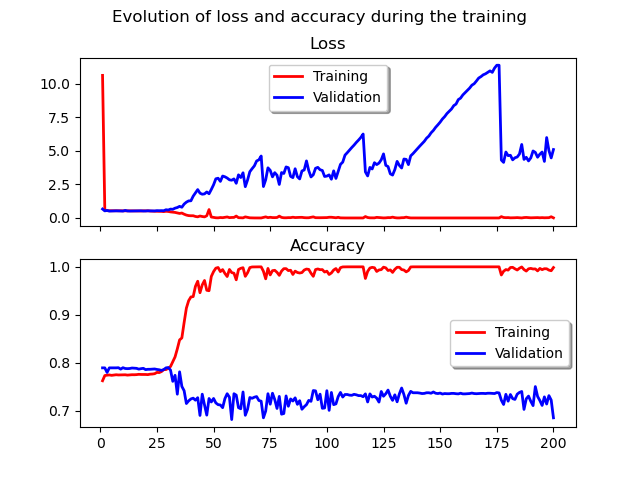 Evolution of loss and accuracy during the training
Loss
10.0
7.5
5.0
2.5
0.0
Training
Validation
Accuracy
1.0
0.9
0.8
0.7
Training
Validation
0 25 50 75 100 125 150 175 200